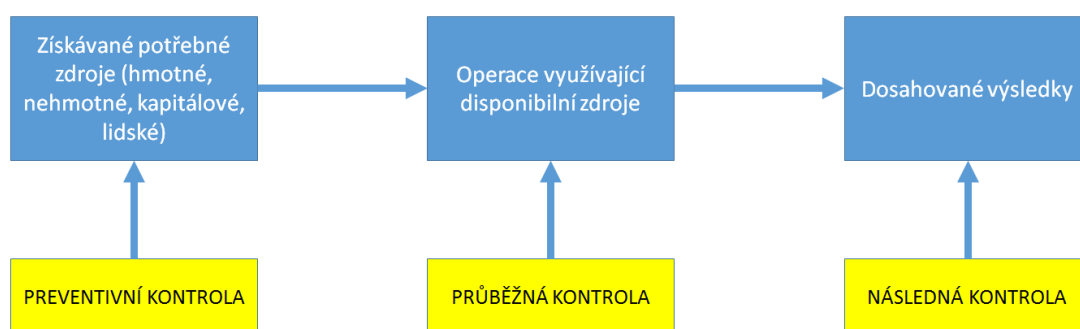 Získávané potřebné
zdroje (hmotné,
nehmotné, kapitálové,
lidské)
Operace využívající
disponibilní zdroje
Dosahované výsledky
PREVENTIVNÍ KONTROLA
PRŮBĚŽNÁ KONTROLA
NÁSLEDNÁ KONTROLA